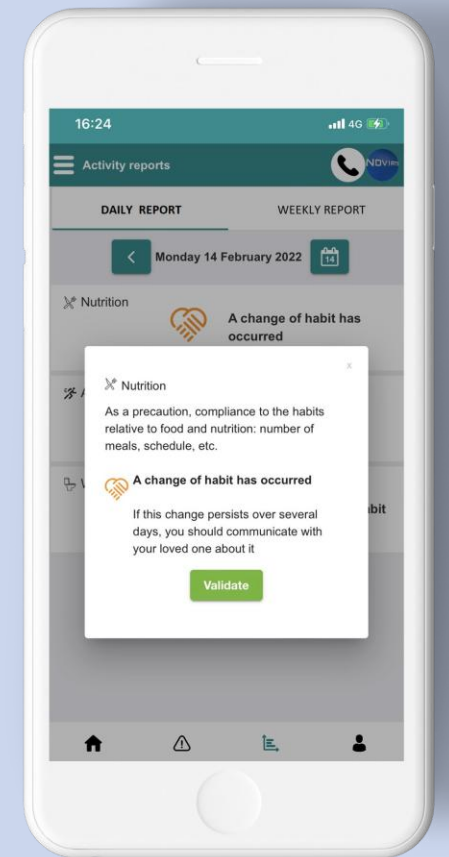 16:24
4G
Activity reports
NOVIN
DAILY REPORT
WEEKLY REPORT
Monday 14 February 2022
14
Nutrition
A change of habit has
occurred
x
Nutrition
As a precaution, compliance to the habits
relative to food and nutrition: number of
meals, schedule, etc.
A change of habit has occurred
If this change persists over several
days, you should communicate with
your loved one about it
Validate